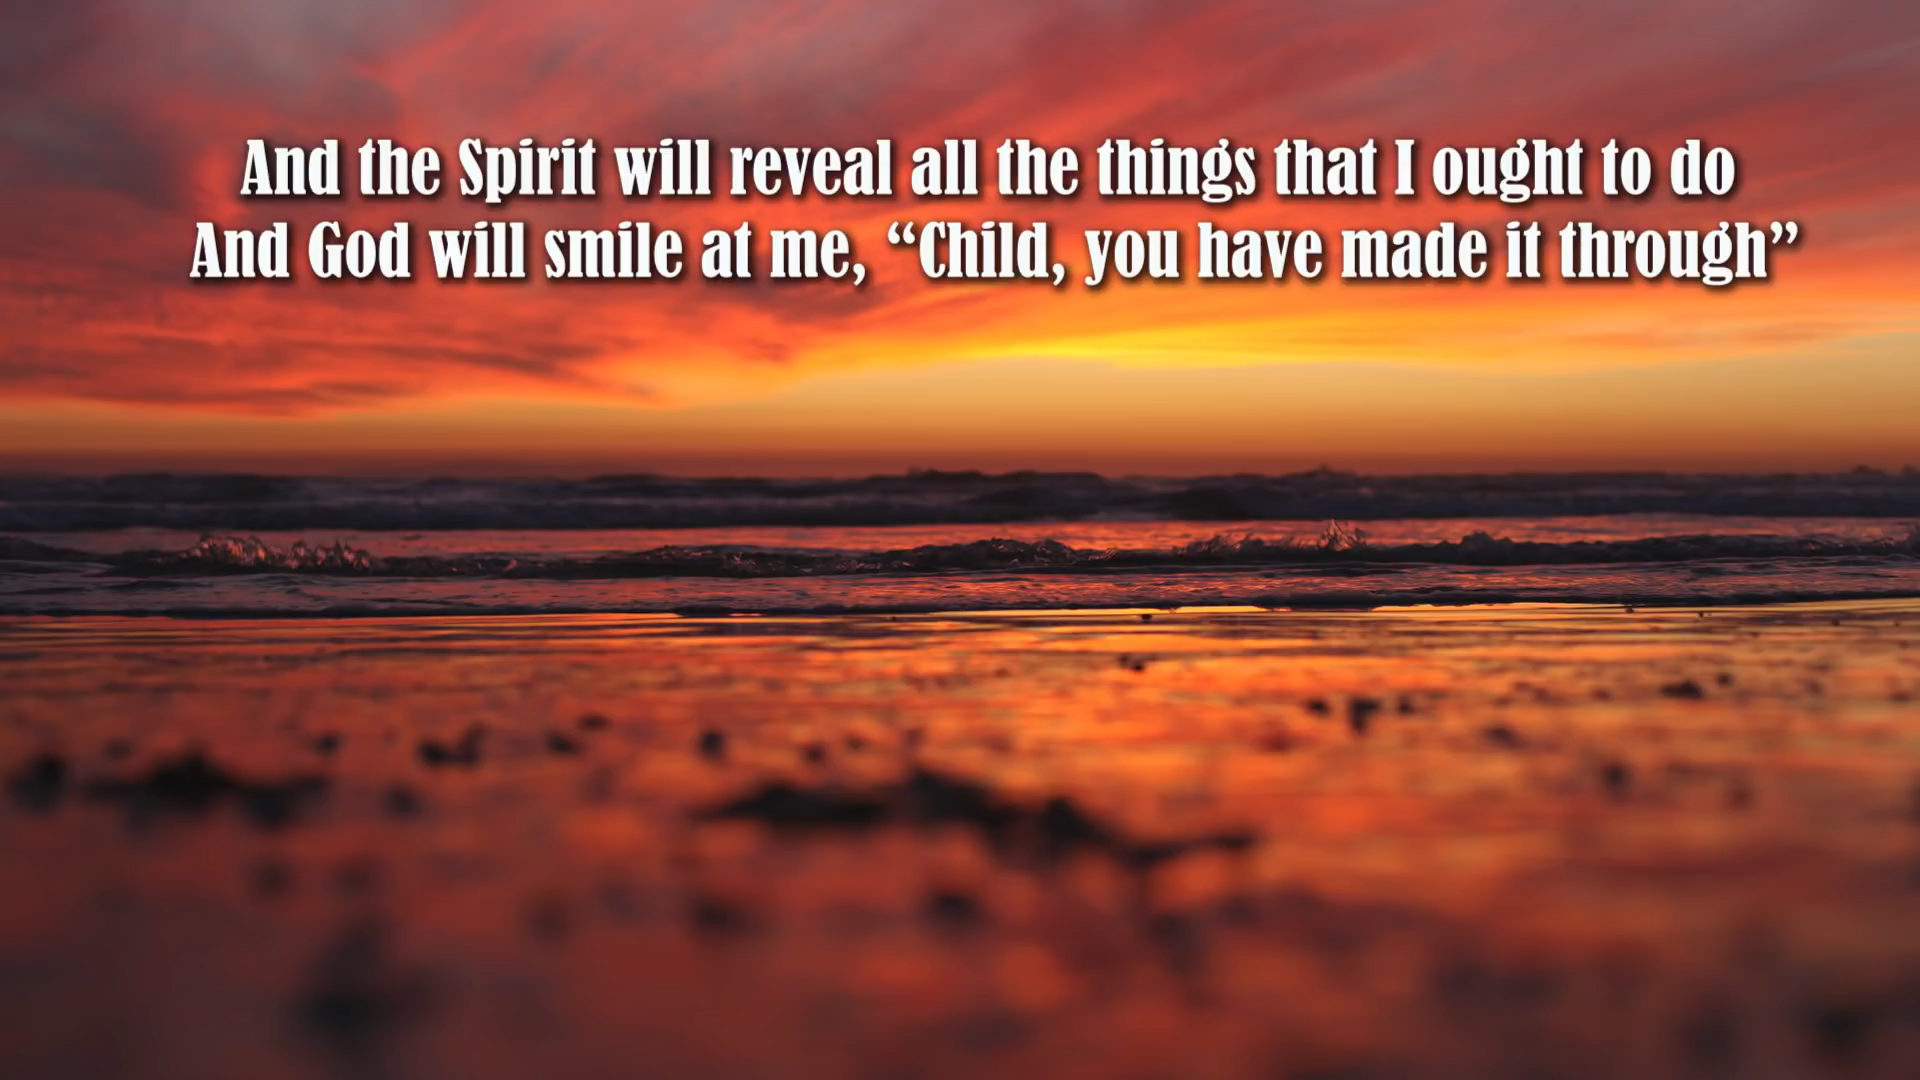 And the Spirit will reveal all the things that I ought to do
And God will smile at me, “Child, you have made it through”